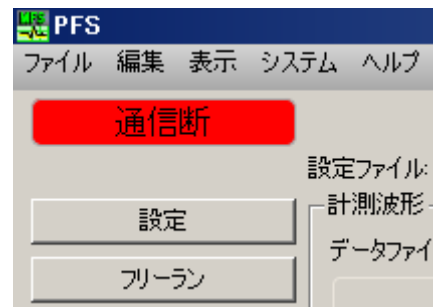 PFS
ファイル 編集 表示 システム ヘルプ
通信断
設定ファイル:
設定
計測波形
データファイ
フリーラン